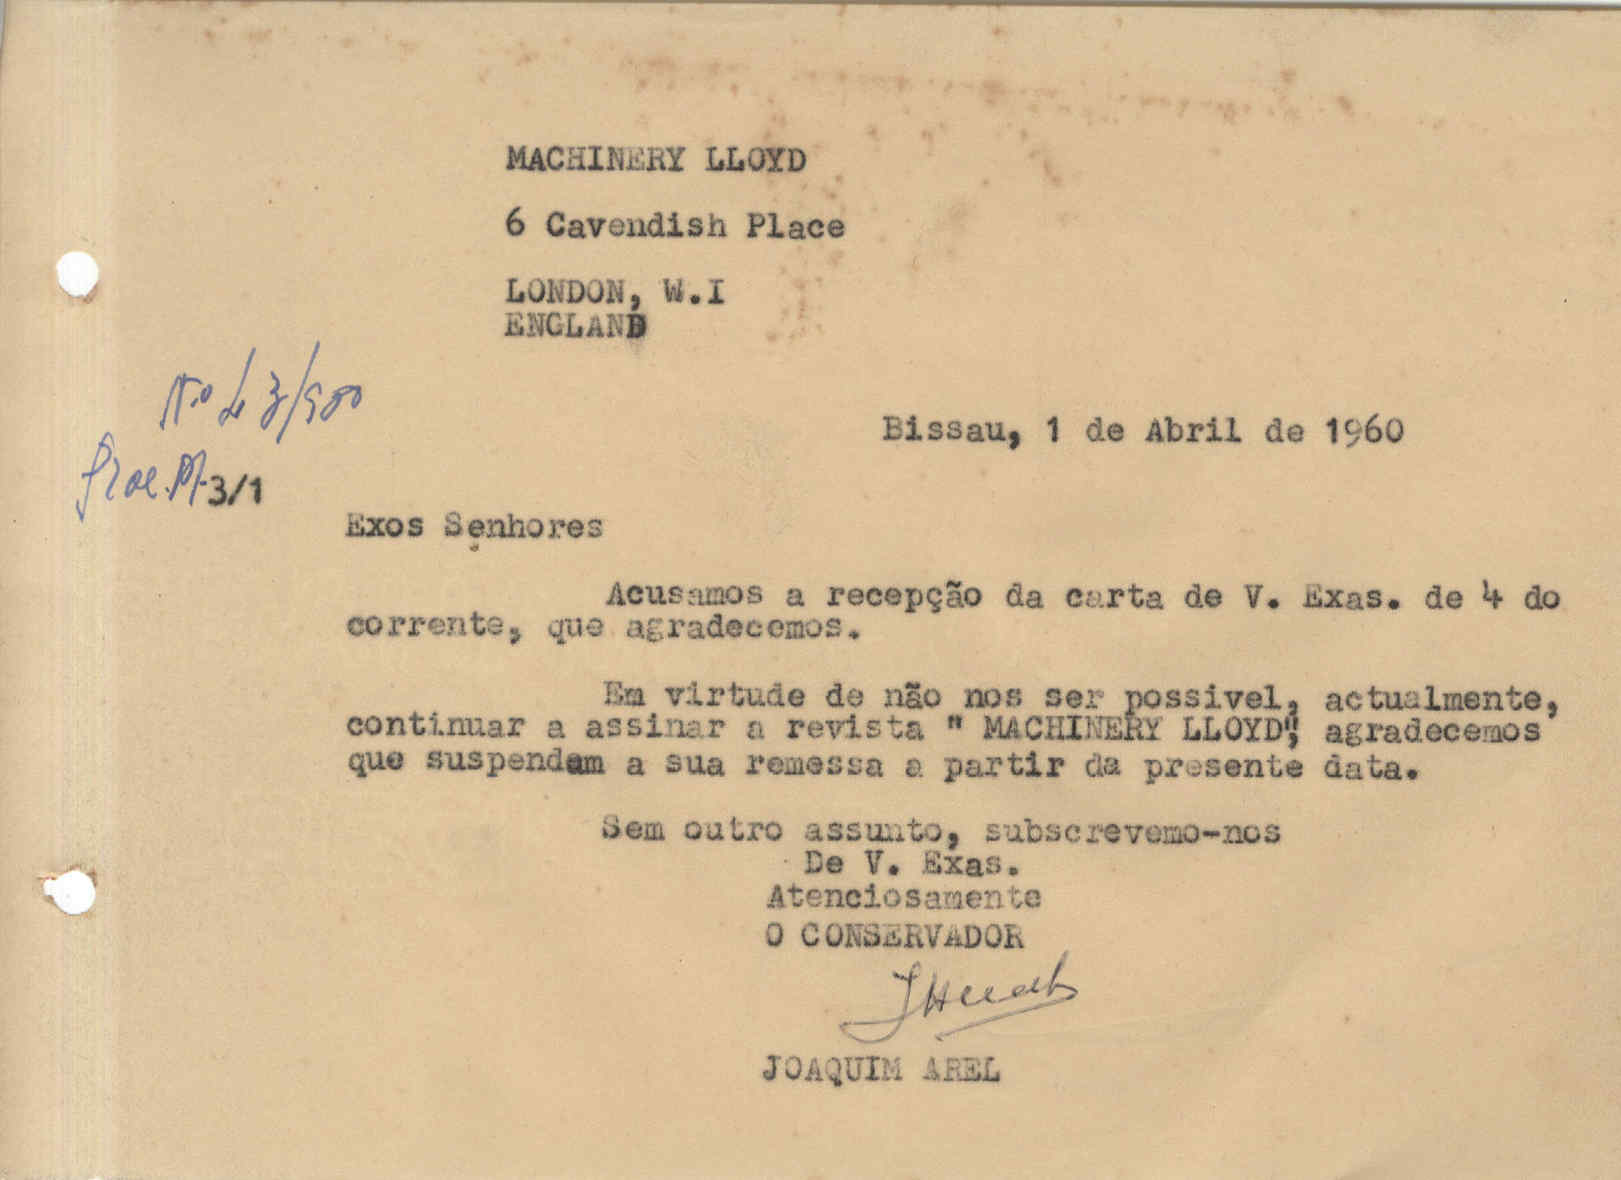 MACHINERY LLOYD
6 Cavendish Place
LONDON, W.I
ENGLAND
Bissau, 1 de Abril de 1960
3/1
Exos Senhores
Acusamos a recepção da carta de V. Exas. de 4 do
corrente, que agradecemos.
Em virtude de não nos ser possivel, actualmente,
continuar a assinar a revista " MACHINERY LLOYD", agradecemos
que suspendam a sua remessa a partir da presente data.
Sem outro assunto, subscrevemo-nos
De V. Exas.
Atenciosamente
O CONSERVADOR
JOAQUIM AREL